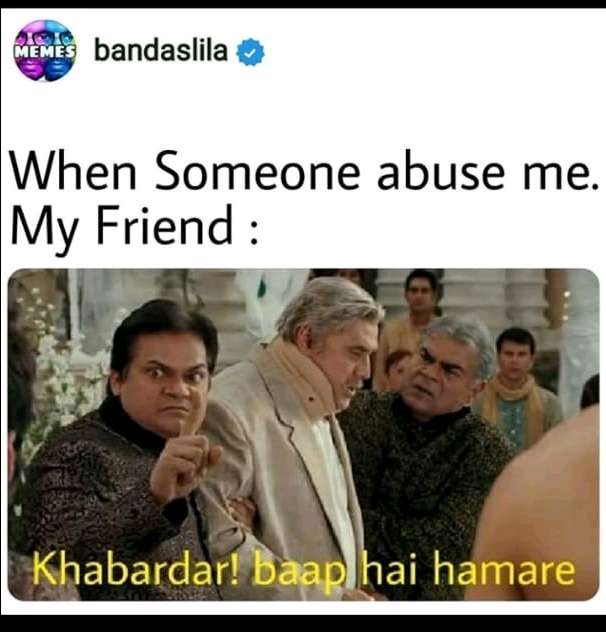 MEMES
bandaslila
When Someone abuse me.
My Friend :
Khabardar! baap hai hamare